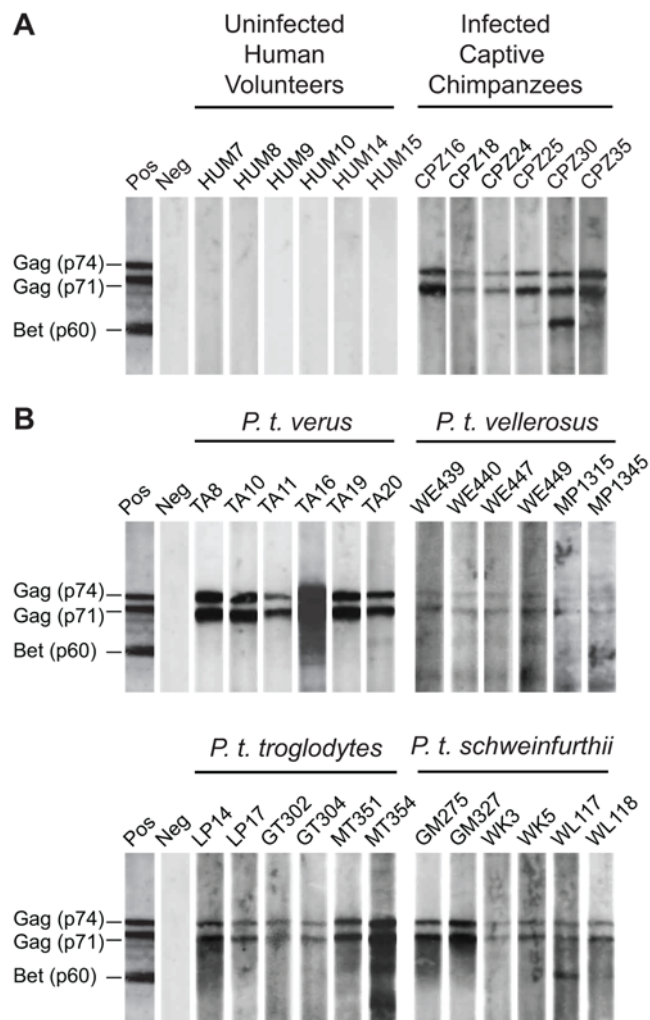 A
Uninfected
Human
Volunteers
Infected
Captive
Chimpanzees
Pos Neg HUM7 HUM8 HUM9 HUM10 HUM14 HUM15 CPZ16 CPZ18 CPZ24 CPZ25 CPZ30 CPZ35
Gag (p74)
Gag (p71)
Bet (p60)
B
P. t. verus P. t. vellerosus
Pos Neg TA8 TA10 TA11 TA16 TA19 TA20 WE439 WE440 WE447 WE449 MP1315 MP1345
Gag (p74)
Gag (p71)
Bet (p60)
P. t. troglodytes P. t. schweinfurthii
Pos Neg LP14 LP17 GT302 GT304 MT351 MT354 GM275 GM327 WK3 WK5 WL117 WL118
Gag (p74)
Gag (p71)
Bet (p60)